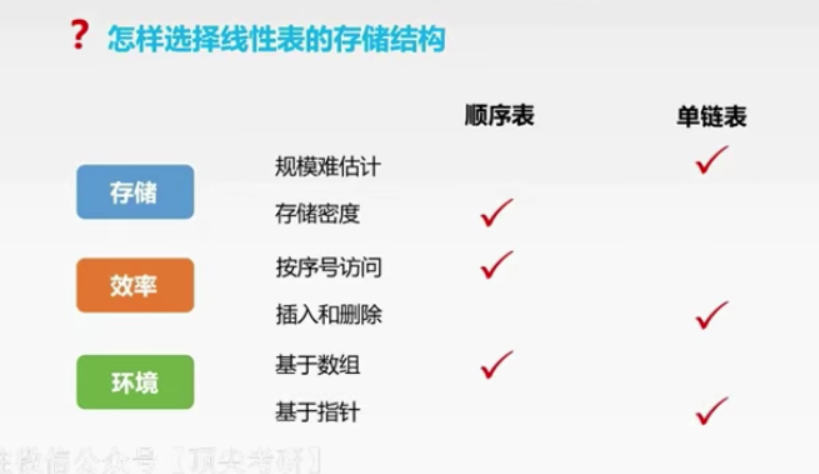 ? 怎样选择线性表的存储结构
顺序表 单链表
规模难估计 ✓
存储
存储密度 ✓
按序号访问 ✓
效率
插入和删除 ✓
基于数组 ✓
环境
基于指针 ✓
微信公众号【顶尖考研】